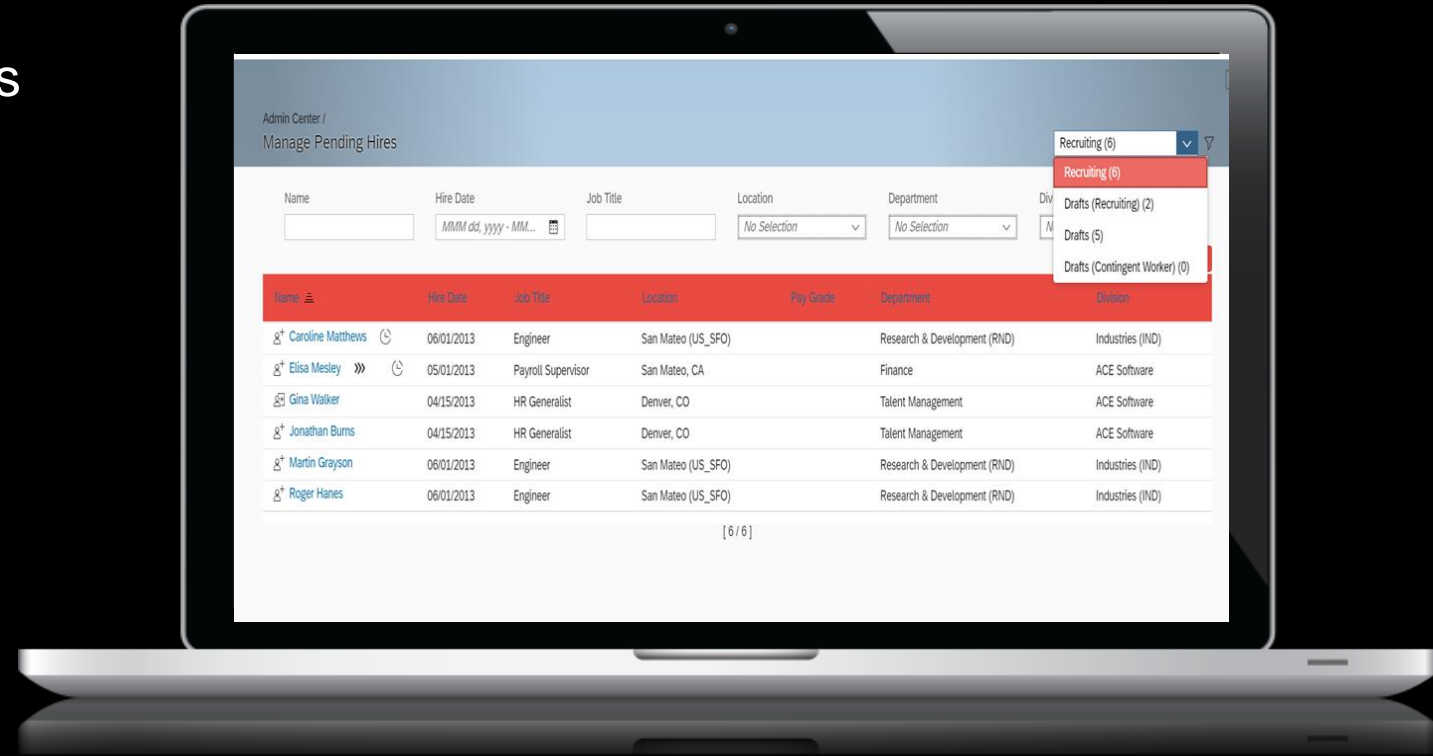 s
Admin Center /
Manage Pending Hires
Recruiting (6)
Recruiting (6)
Drafts (Recruiting) (2)
Drafts (5)
Drafts (Contingent Worker) (0)
Name Hire Date Job Title Location Department Div
MMM dd, yyyy - MM... No Selection No Selection N
Name Hire Date Job Title Location Pay Grade Department Division
Caroline Matthews 06/01/2013 Engineer San Mateo (US_SFO) Research & Development (RND) Industries (IND)
Elisa Mesley 05/01/2013 Payroll Supervisor San Mateo, CA Finance ACE Software
Gina Walker 04/15/2013 HR Generalist Denver, CO Talent Management ACE Software
Jonathan Burns 04/15/2013 HR Generalist Denver, CO Talent Management ACE Software
Martin Grayson 06/01/2013 Engineer San Mateo (US_SFO) Research & Development (RND) Industries (IND)
Roger Hanes 06/01/2013 Engineer San Mateo (US_SFO) Research & Development (RND) Industries (IND)
[ 6 / 6 ]